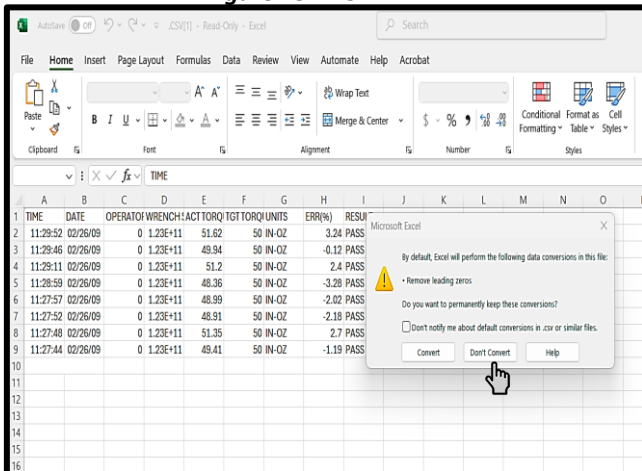 AutoSave Off .CSV[1] - Read-Only - Excel Search
File Home Insert Page Layout Formulas Data Review View Automate Help Acrobat
Paste
B I U A A A
Wrap Text
Merge & Center
$ % 9
Conditional Formatting
Format as Table
Cell Styles
Clipboard Font Alignment Number Styles
fx TIME
A B C D E F G H I J K L M N O
1 TIME DATE OPERATOR WRENCH S ACT TORQ TGT TORQ UNITS ERR(%) RESUL
2 11:29:52 02/26/09 0 1.23E+11 51.62 50 IN-OZ 3.24 PASS
3 11:29:46 02/26/09 0 1.23E+11 49.94 50 IN-OZ -0.12 PASS
4 11:29:11 02/26/09 0 1.23E+11 51.2 50 IN-OZ 2.4 PASS
5 11:28:59 02/26/09 0 1.23E+11 48.36 50 IN-OZ -3.28 PASS
6 11:27:57 02/26/09 0 1.23E+11 48.99 50 IN-OZ -2.02 PASS
7 11:27:52 02/26/09 0 1.23E+11 48.91 50 IN-OZ -2.18 PASS
8 11:27:48 02/26/09 0 1.23E+11 51.35 50 IN-OZ 2.7 PASS
9 11:27:44 02/26/09 0 1.23E+11 49.41 50 IN-OZ -1.19 PASS
10
11
12
13
14
15
16
Microsoft Excel X
By default, Excel will perform the following data conversions in this file:
• Remove leading zeros
Do you want to permanently keep these conversions?
Don't notify me about default conversions in .csv or similar files.
Convert Don't Convert Help